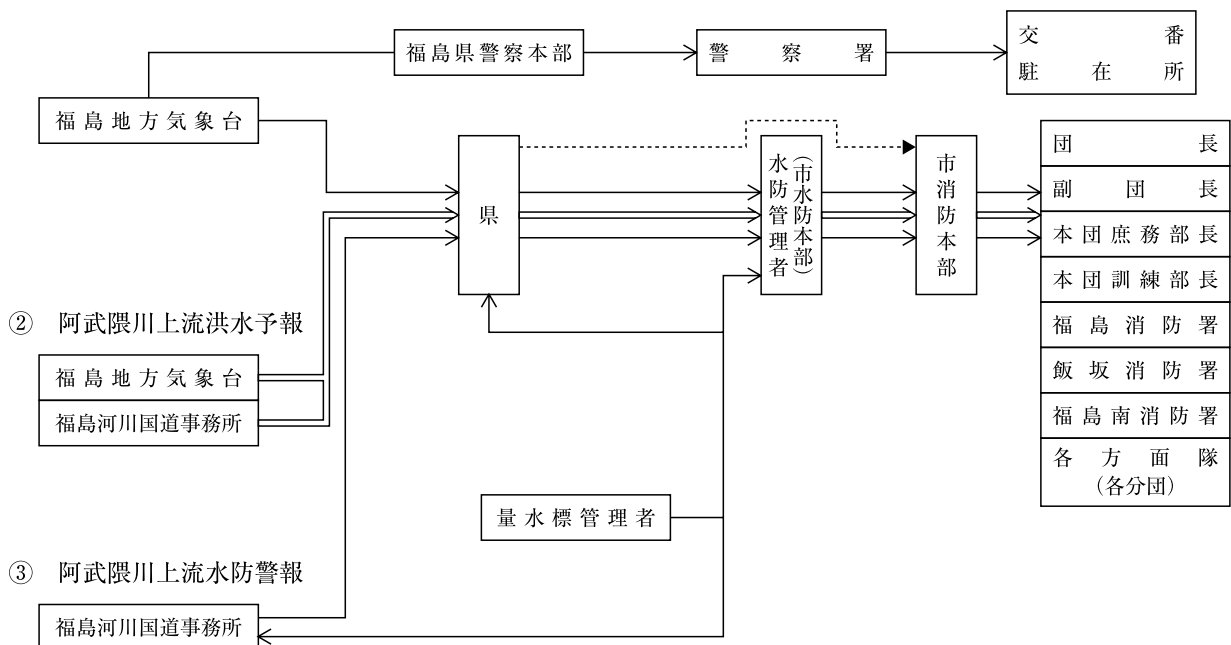 福島県警察本部
警察署
交番
駐在所
福島地方気象台
県
水防管理者
（市水防本部）
市消防本部
団長
副団長
本団庶務部長
本団訓練部長
福島消防署
飯坂消防署
福島南消防署
各方面隊
（各分団）
② 阿武隈川上流洪水予報
福島地方気象台
福島河川国道事務所
量水標管理者
③ 阿武隈川上流水防警報
福島河川国道事務所